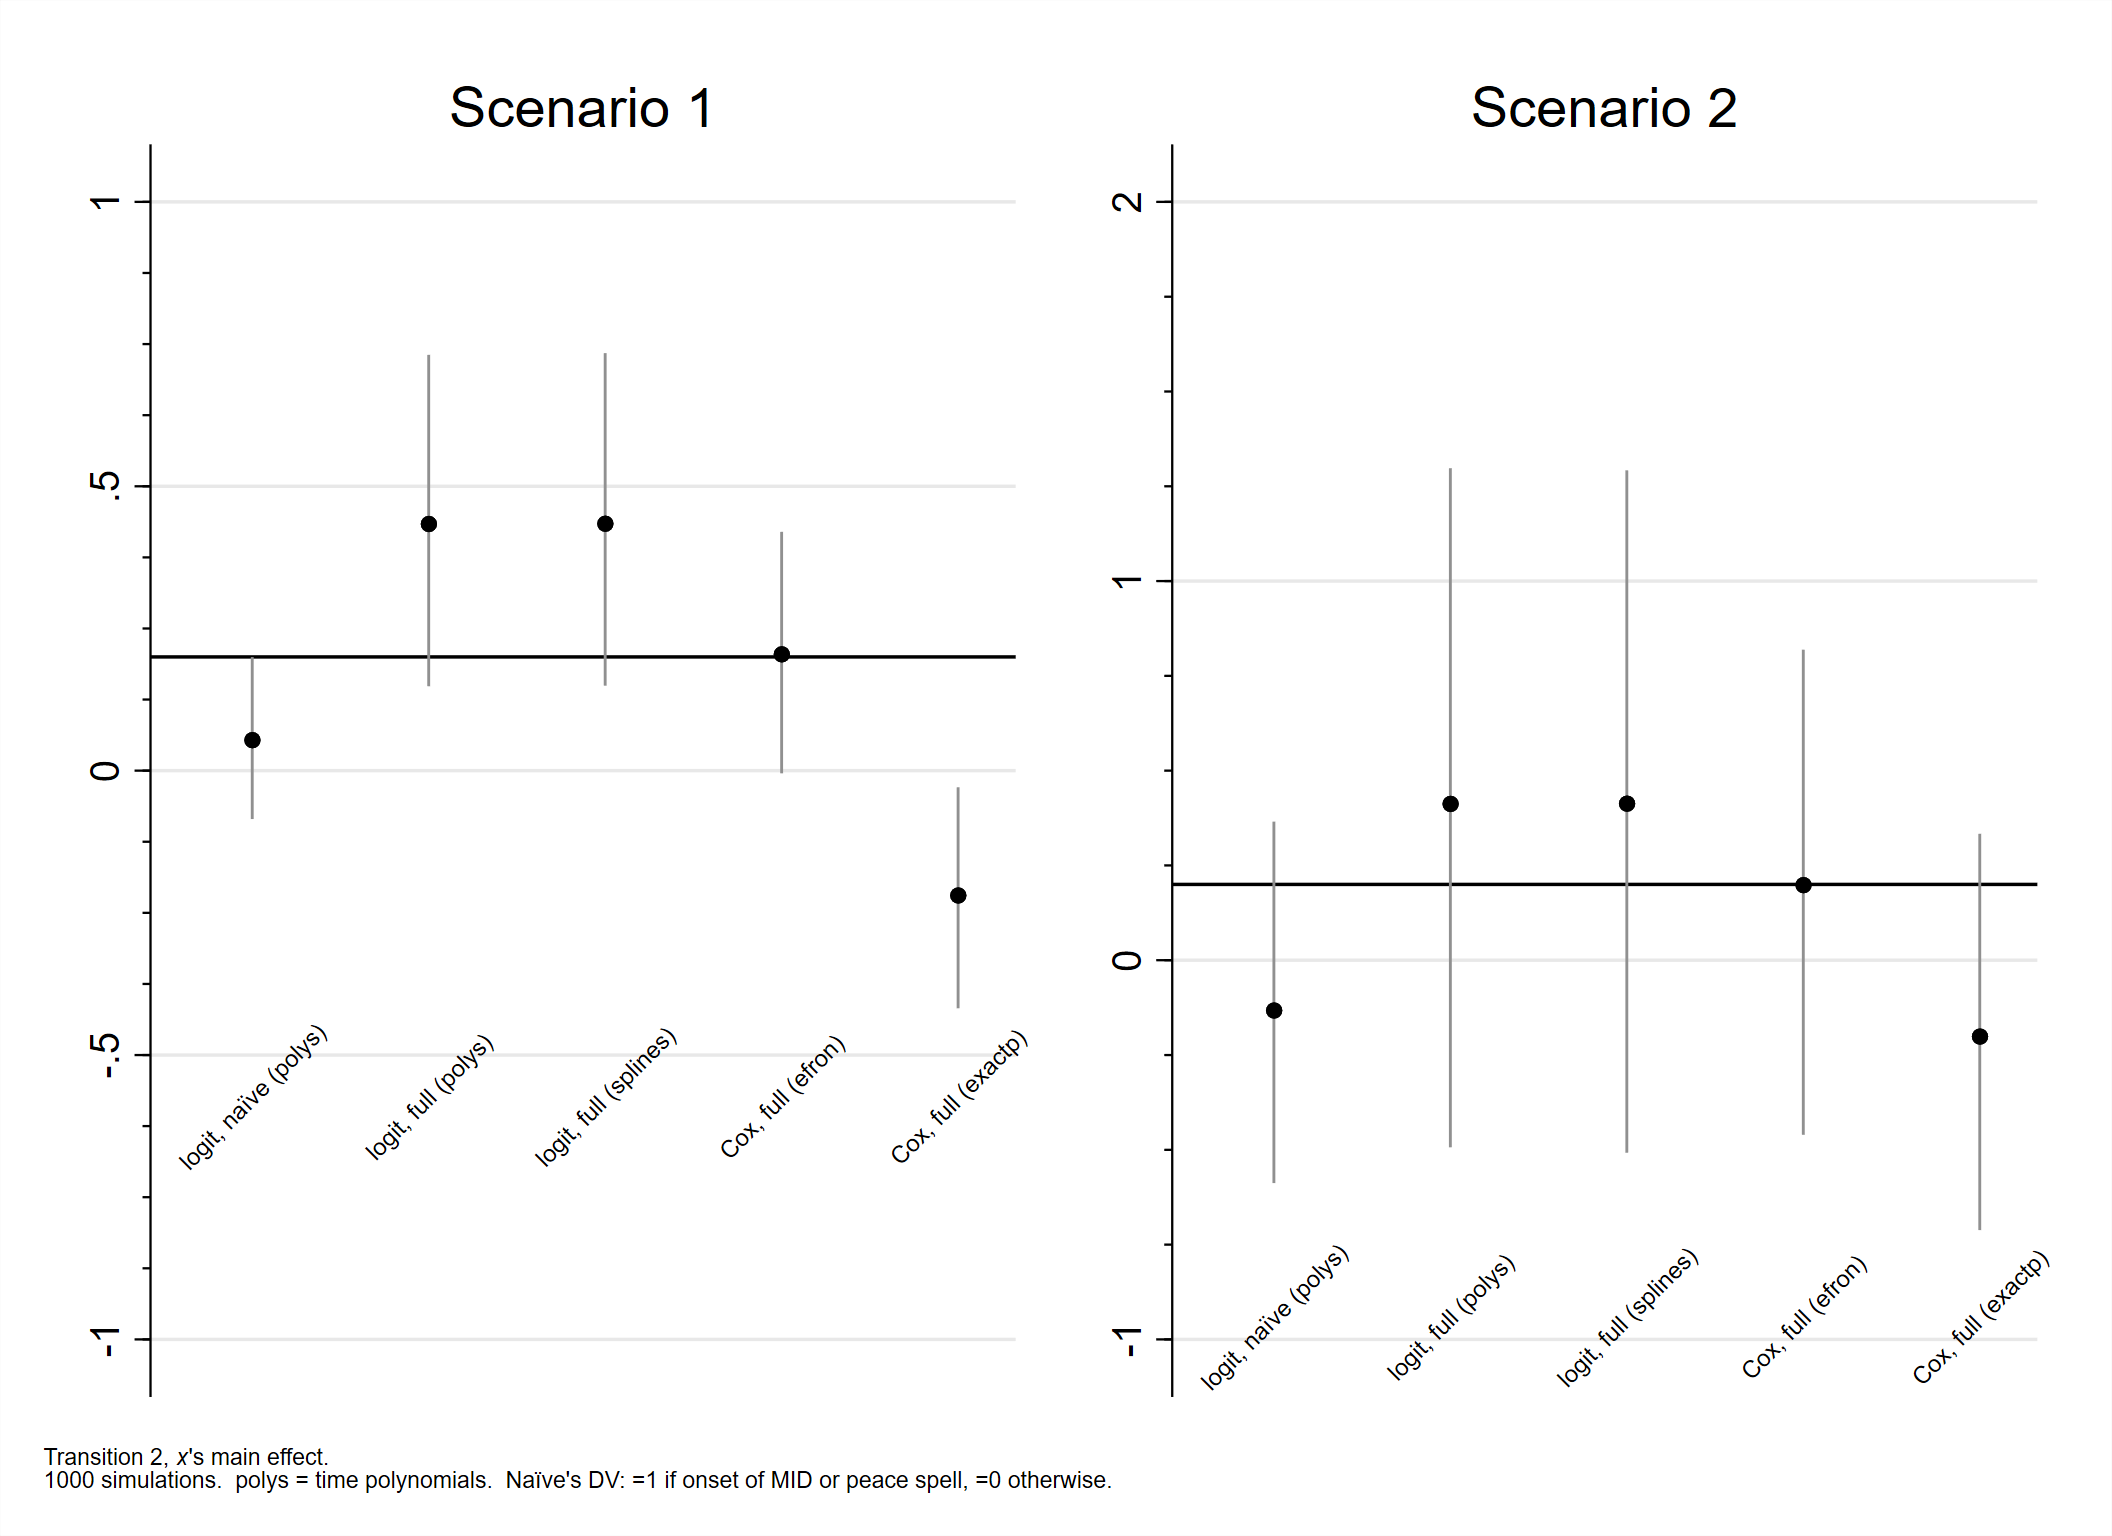 Scenario 1
1
.5
0
-.5
-1
logit, naïve (polys)
logit, full (polys)
logit, full (splines)
Cox, full (efron)
Cox, full (exactp)
Scenario 2
2
1
0
-1
logit, naïve (polys)
logit, full (polys)
logit, full (splines)
Cox, full (efron)
Cox, full (exactp)
Transition 2, x's main effect.
1000 simulations.  polys = time polynomials.  Naïve's DV: =1 if onset of MID or peace spell, =0 otherwise.